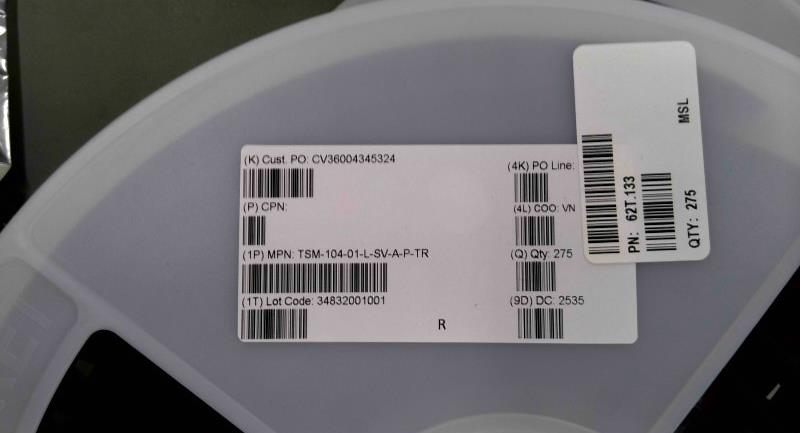 (K) Cust. PO: CV36004345324
(4K) PO Line:
(P) CPN:
(4L) COO: VN
(1P) MPN: TSM-104-01-L-SV-A-P-TR
(Q) Qty: 275
(1T) Lot Code: 34832001001
(9D) DC: 2535
R
PN: 62T.133
QTY: 275
MSL